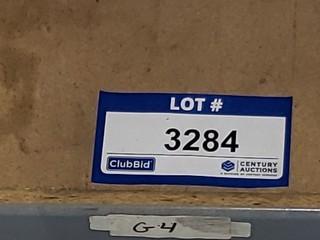 LOT #
3284
ClubBid
CENTURY
AUCTIONS
G-4